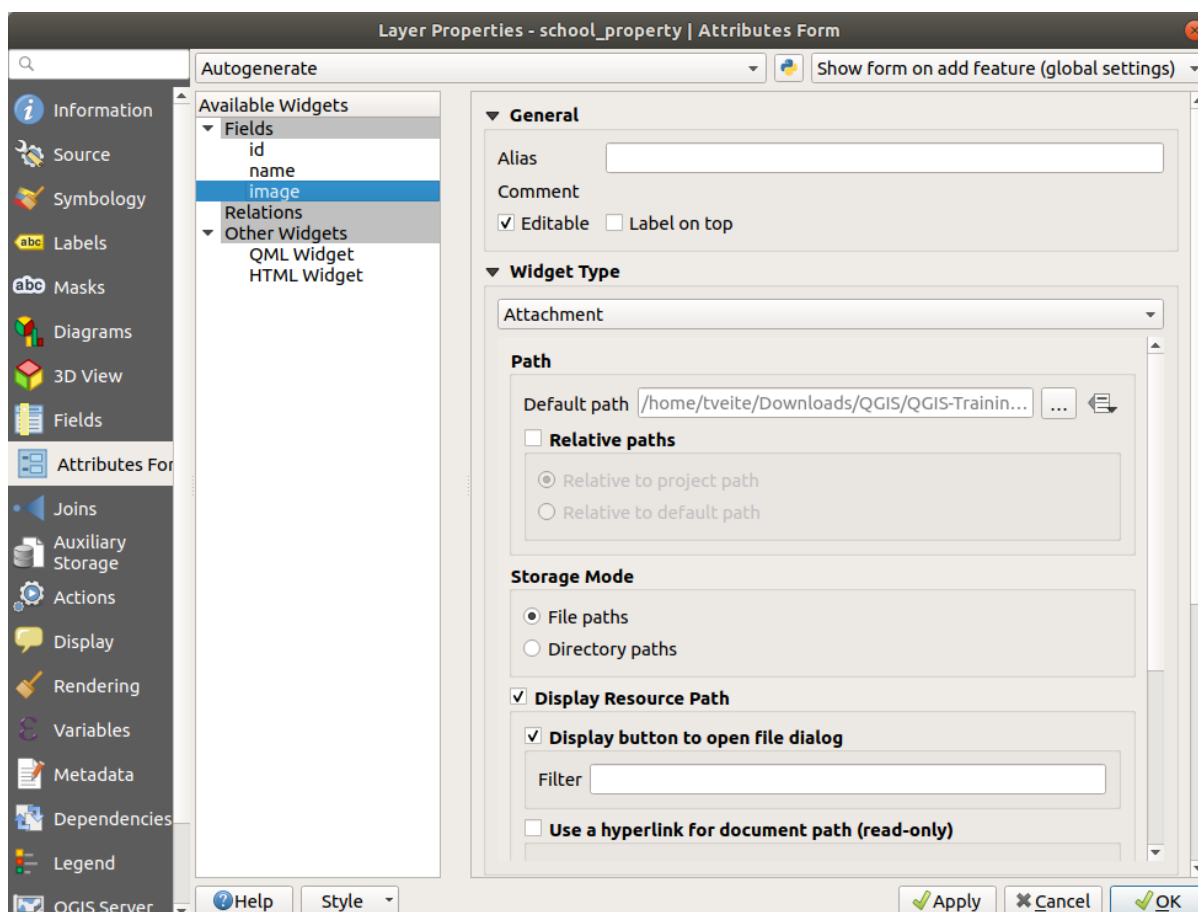 Layer Properties - school_property | Attributes Form
Autogenerate
Show form on add feature (global settings)
Information
Source
Symbology
abc Labels
abc Masks
Diagrams
3D View
Fields
Attributes For
Joins
Auxiliary
Storage
Actions
Display
Rendering
Variables
Metadata
Dependencies
Legend
QGIS Server
Available Widgets
Fields
id
name
image
Relations
Other Widgets
QML Widget
HTML Widget
General
Alias
Comment
Editable Label on top
Widget Type
Attachment
Path
Default path /home/tveite/Downloads/QGIS/QGIS-Trainin... ...
Relative paths
Relative to project path
Relative to default path
Storage Mode
File paths
Directory paths
Display Resource Path
Display button to open file dialog
Filter
Use a hyperlink for document path (read-only)
Help Style Apply Cancel OK